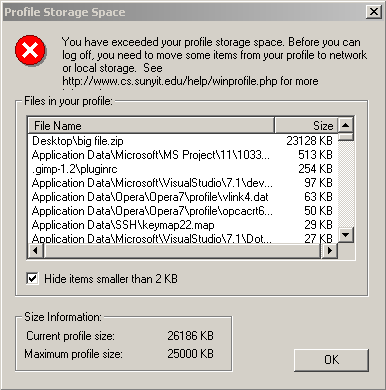 Profile Storage Space
You have exceeded your profile storage space. Before you can
log off, you need to move some items from your profile to network
or local storage. See
http://www.cs.sunyit.edu/help/winprofile.php for more
Files in your profile:
File Name Size
Desktop\big file.zip 23128 KB
Application Data\Microsoft\MS Project\11\1033... 513 KB
.gimp-1.2\pluginrc 254 KB
Application Data\Microsoft\VisualStudio\7.1\dev... 97 KB
Application Data\Opera\Opera7\profile\vlink4.dat 63 KB
Application Data\Opera\Opera7\profile\opcacrt6... 50 KB
Application Data\SSH\keymap22.map 29 KB
Application Data\Microsoft\VisualStudio\7.1\Dot... 27 KB
Hide items smaller than 2 KB
Size Information:
Current profile size: 26186 KB
Maximum profile size: 25000 KB
OK